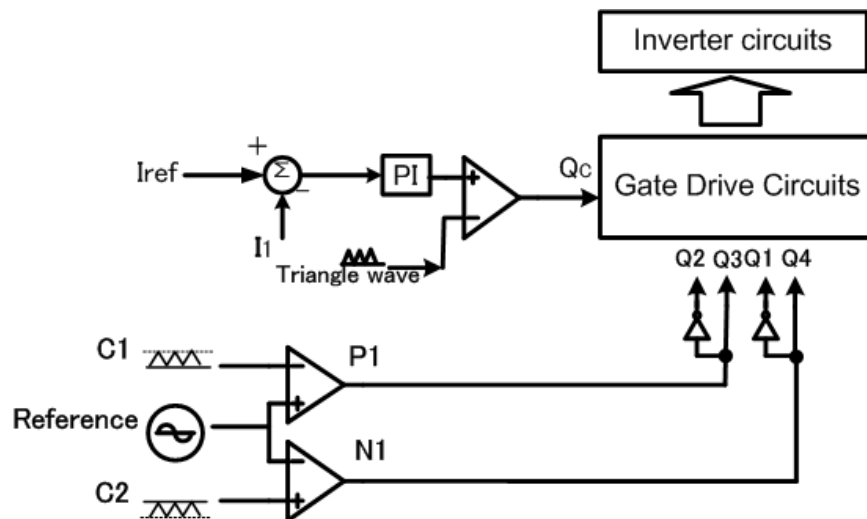 Inverter circuits
Gate Drive Circuits
Iref
+
Σ
−
PI
+
−
Qc
I1
Triangle wave
Q2 Q3 Q1 Q4
C1
−
+
P1
Reference
−
+
N1
C2